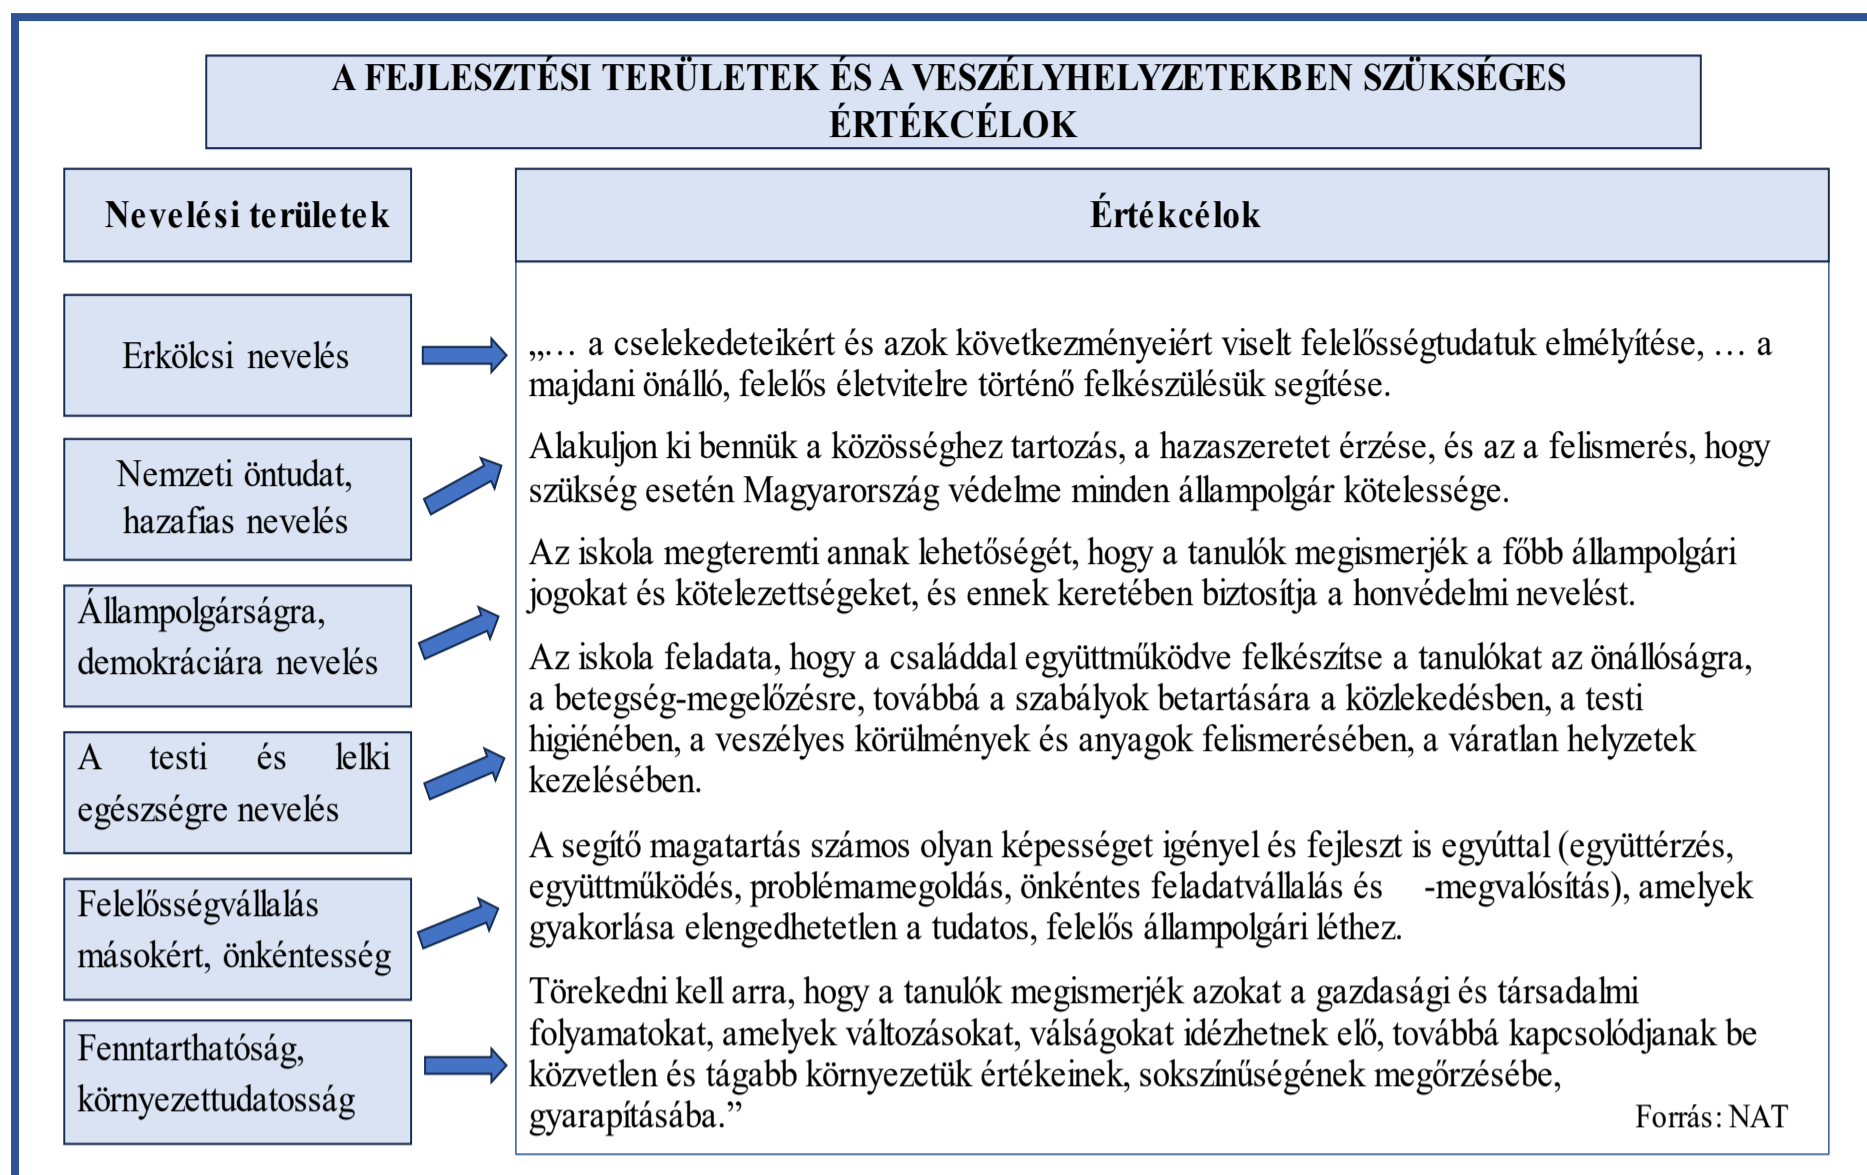 A FEJLESZTÉSI TERÜLETEK ÉS A VESZÉLYHELYZETEKBEN SZÜKSÉGES
ÉRTÉKCÉLOK
Nevelési területek
Értékcélok
Erkölcsi nevelés
„… a cselekedeteikért és azok következményeiért viselt felelősségtudatuk elmélyítése, … a
majdani önálló, felelős életvitelre történő felkészülésük segítése.
Nemzeti öntudat,
hazafias nevelés
Alakuljon ki bennük a közösséghez tartozás, a hazaszeretet érzése, és az a felismerés, hogy
szükség esetén Magyarország védelme minden állampolgár kötelessége.
Állampolgárságra,
demokráciára nevelés
Az iskola megteremti annak lehetőségét, hogy a tanulók megismerjék a főbb állampolgári
jogokat és kötelezettségeket, és ennek keretében biztosítja a honvédelmi nevelést.
A testi és lelki
egészségre nevelés
Az iskola feladata, hogy a családdal együttműködve felkészítse a tanulókat az önállóságra,
a betegség-megelőzésre, továbbá a szabályok betartására a közlekedésben, a testi
higiénében, a veszélyes körülmények és anyagok felismerésében, a váratlan helyzetek
kezelésében.
Felelősségvállalás
másokért, önkéntesség
A segítő magatartás számos olyan képességet igényel és fejleszt is egyúttal (együttérzés,
együttműködés, problémamegoldás, önkéntes feladatvállalás és -megvalósítás), amelyek
gyakorlása elengedhetetlen a tudatos, felelős állampolgári léthez.
Fenntarthatóság,
környezettudatosság
Törekedni kell arra, hogy a tanulók megismerjék azokat a gazdasági és társadalmi
folyamatokat, amelyek változásokat, válságokat idézhetnek elő, továbbá kapcsolódjanak be
közvetlen és tágabb környezetük értékeinek, sokszínűségének megőrzésébe,
gyarapításába.”
Forrás: NAT